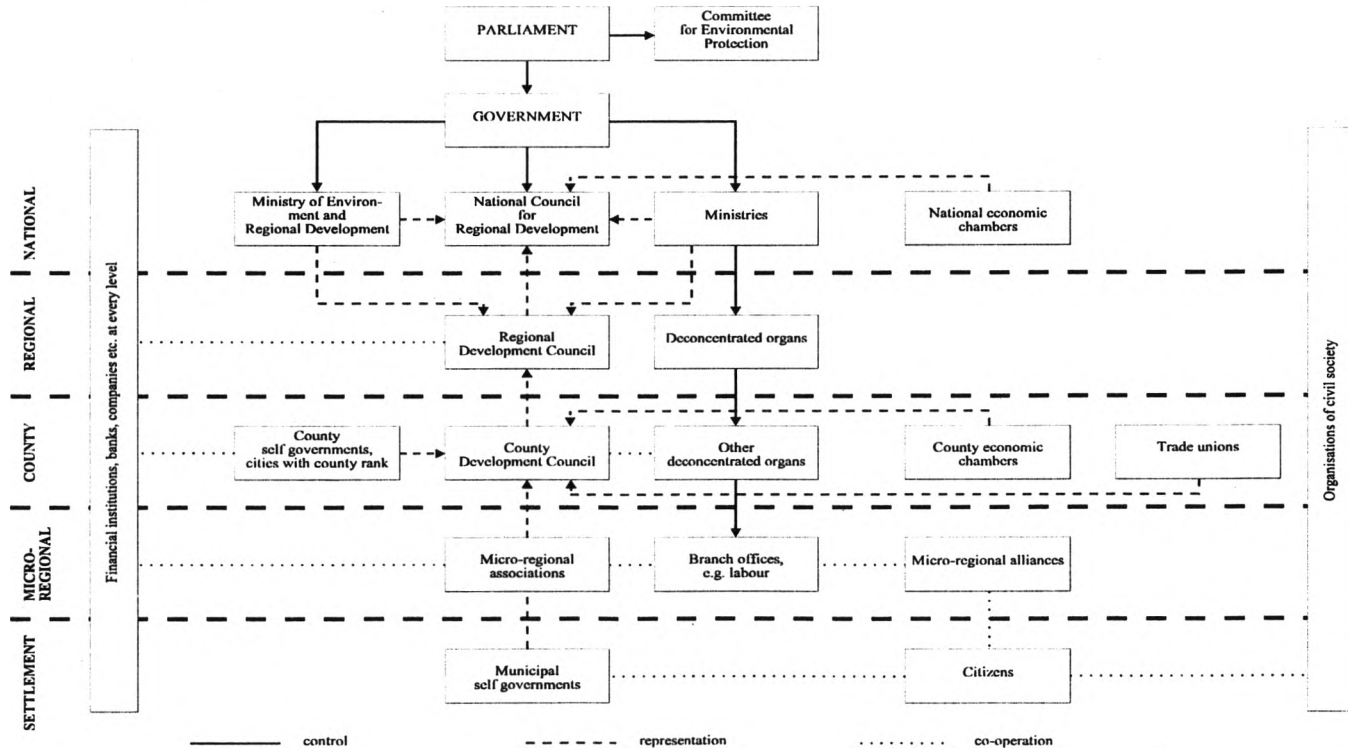 PARLIAMENT
Committee
for Environmental
Protection
GOVERNMENT
NATIONAL
Ministry of Environ-
ment and
Regional Development
National Council
for
Regional Development
Ministries
National economic
chambers
REGIONAL
Regional
Development Council
Deconcentrated organs
COUNTY
County
self governments,
cities with county rank
County
Development Council
Other
deconcentrated organs
County economic
chambers
Trade unions
MICRO-
REGIONAL
Micro-regional
associations
Branch offices,
e.g. labour
Micro-regional alliances
SETTLEMENT
Municipal
self governments
Citizens
Financial institutions, banks, companies etc. at every level
Organisations of civil society
control
representation
co-operation